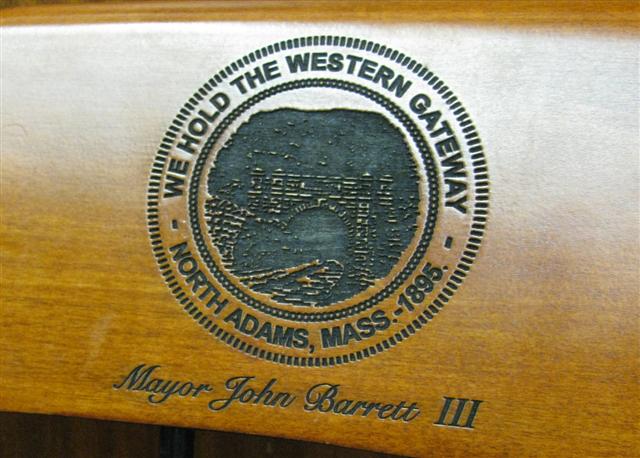 - WE HOLD THE WESTERN GATEWAY -
NORTH ADAMS, MASS.-1895.
Mayor John Barrett III